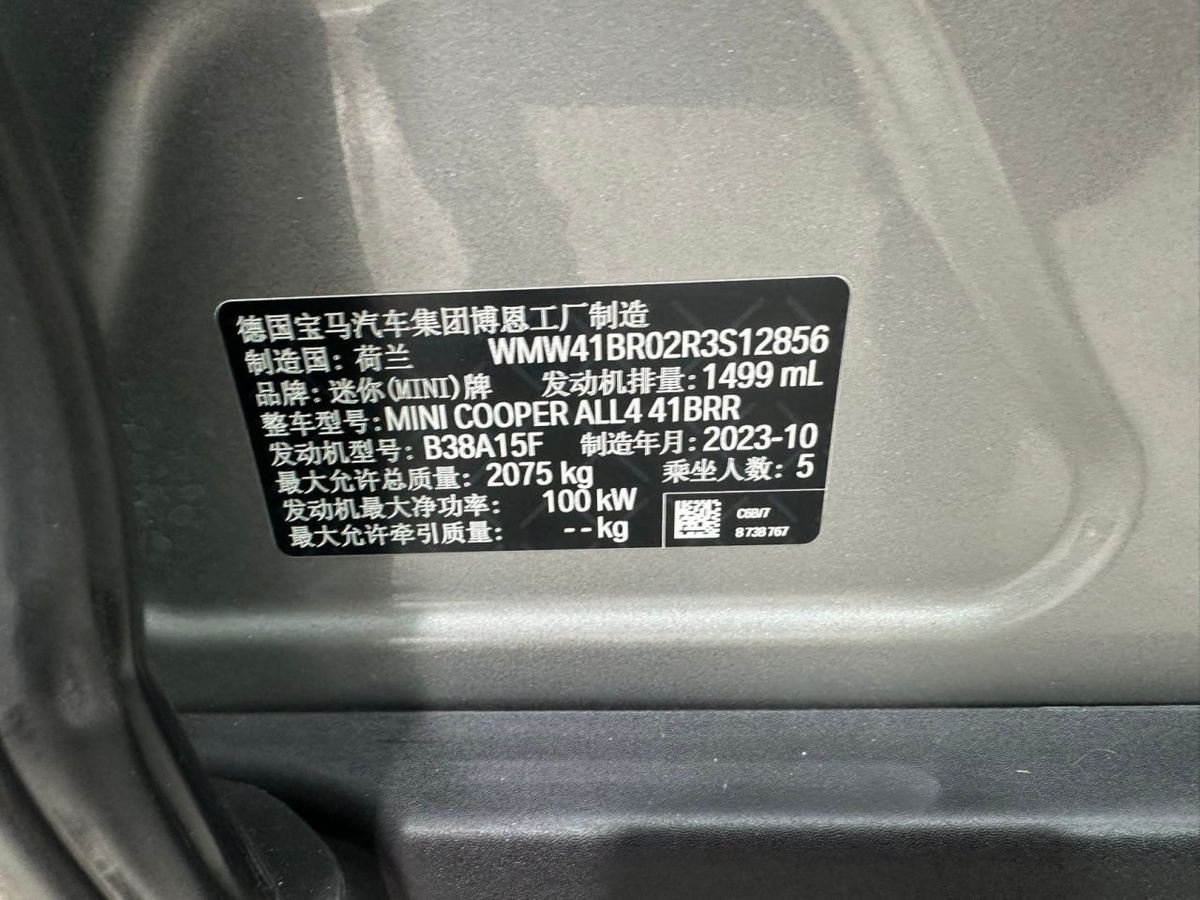 德国宝马汽车集团博恩工厂制造
制造国：荷兰 WMW41BR02R3S12856
品牌：迷你(MINI)牌 发动机排量：1499 mL
整车型号：MINI COOPER ALL4 41BRR
发动机型号：B38A15F 制造年月：2023-10
最大允许总质量：2075 kg 乘坐人数：5
发动机最大净功率：100 kW
最大允许牵引质量：--kg
C6B/7
8 738 767